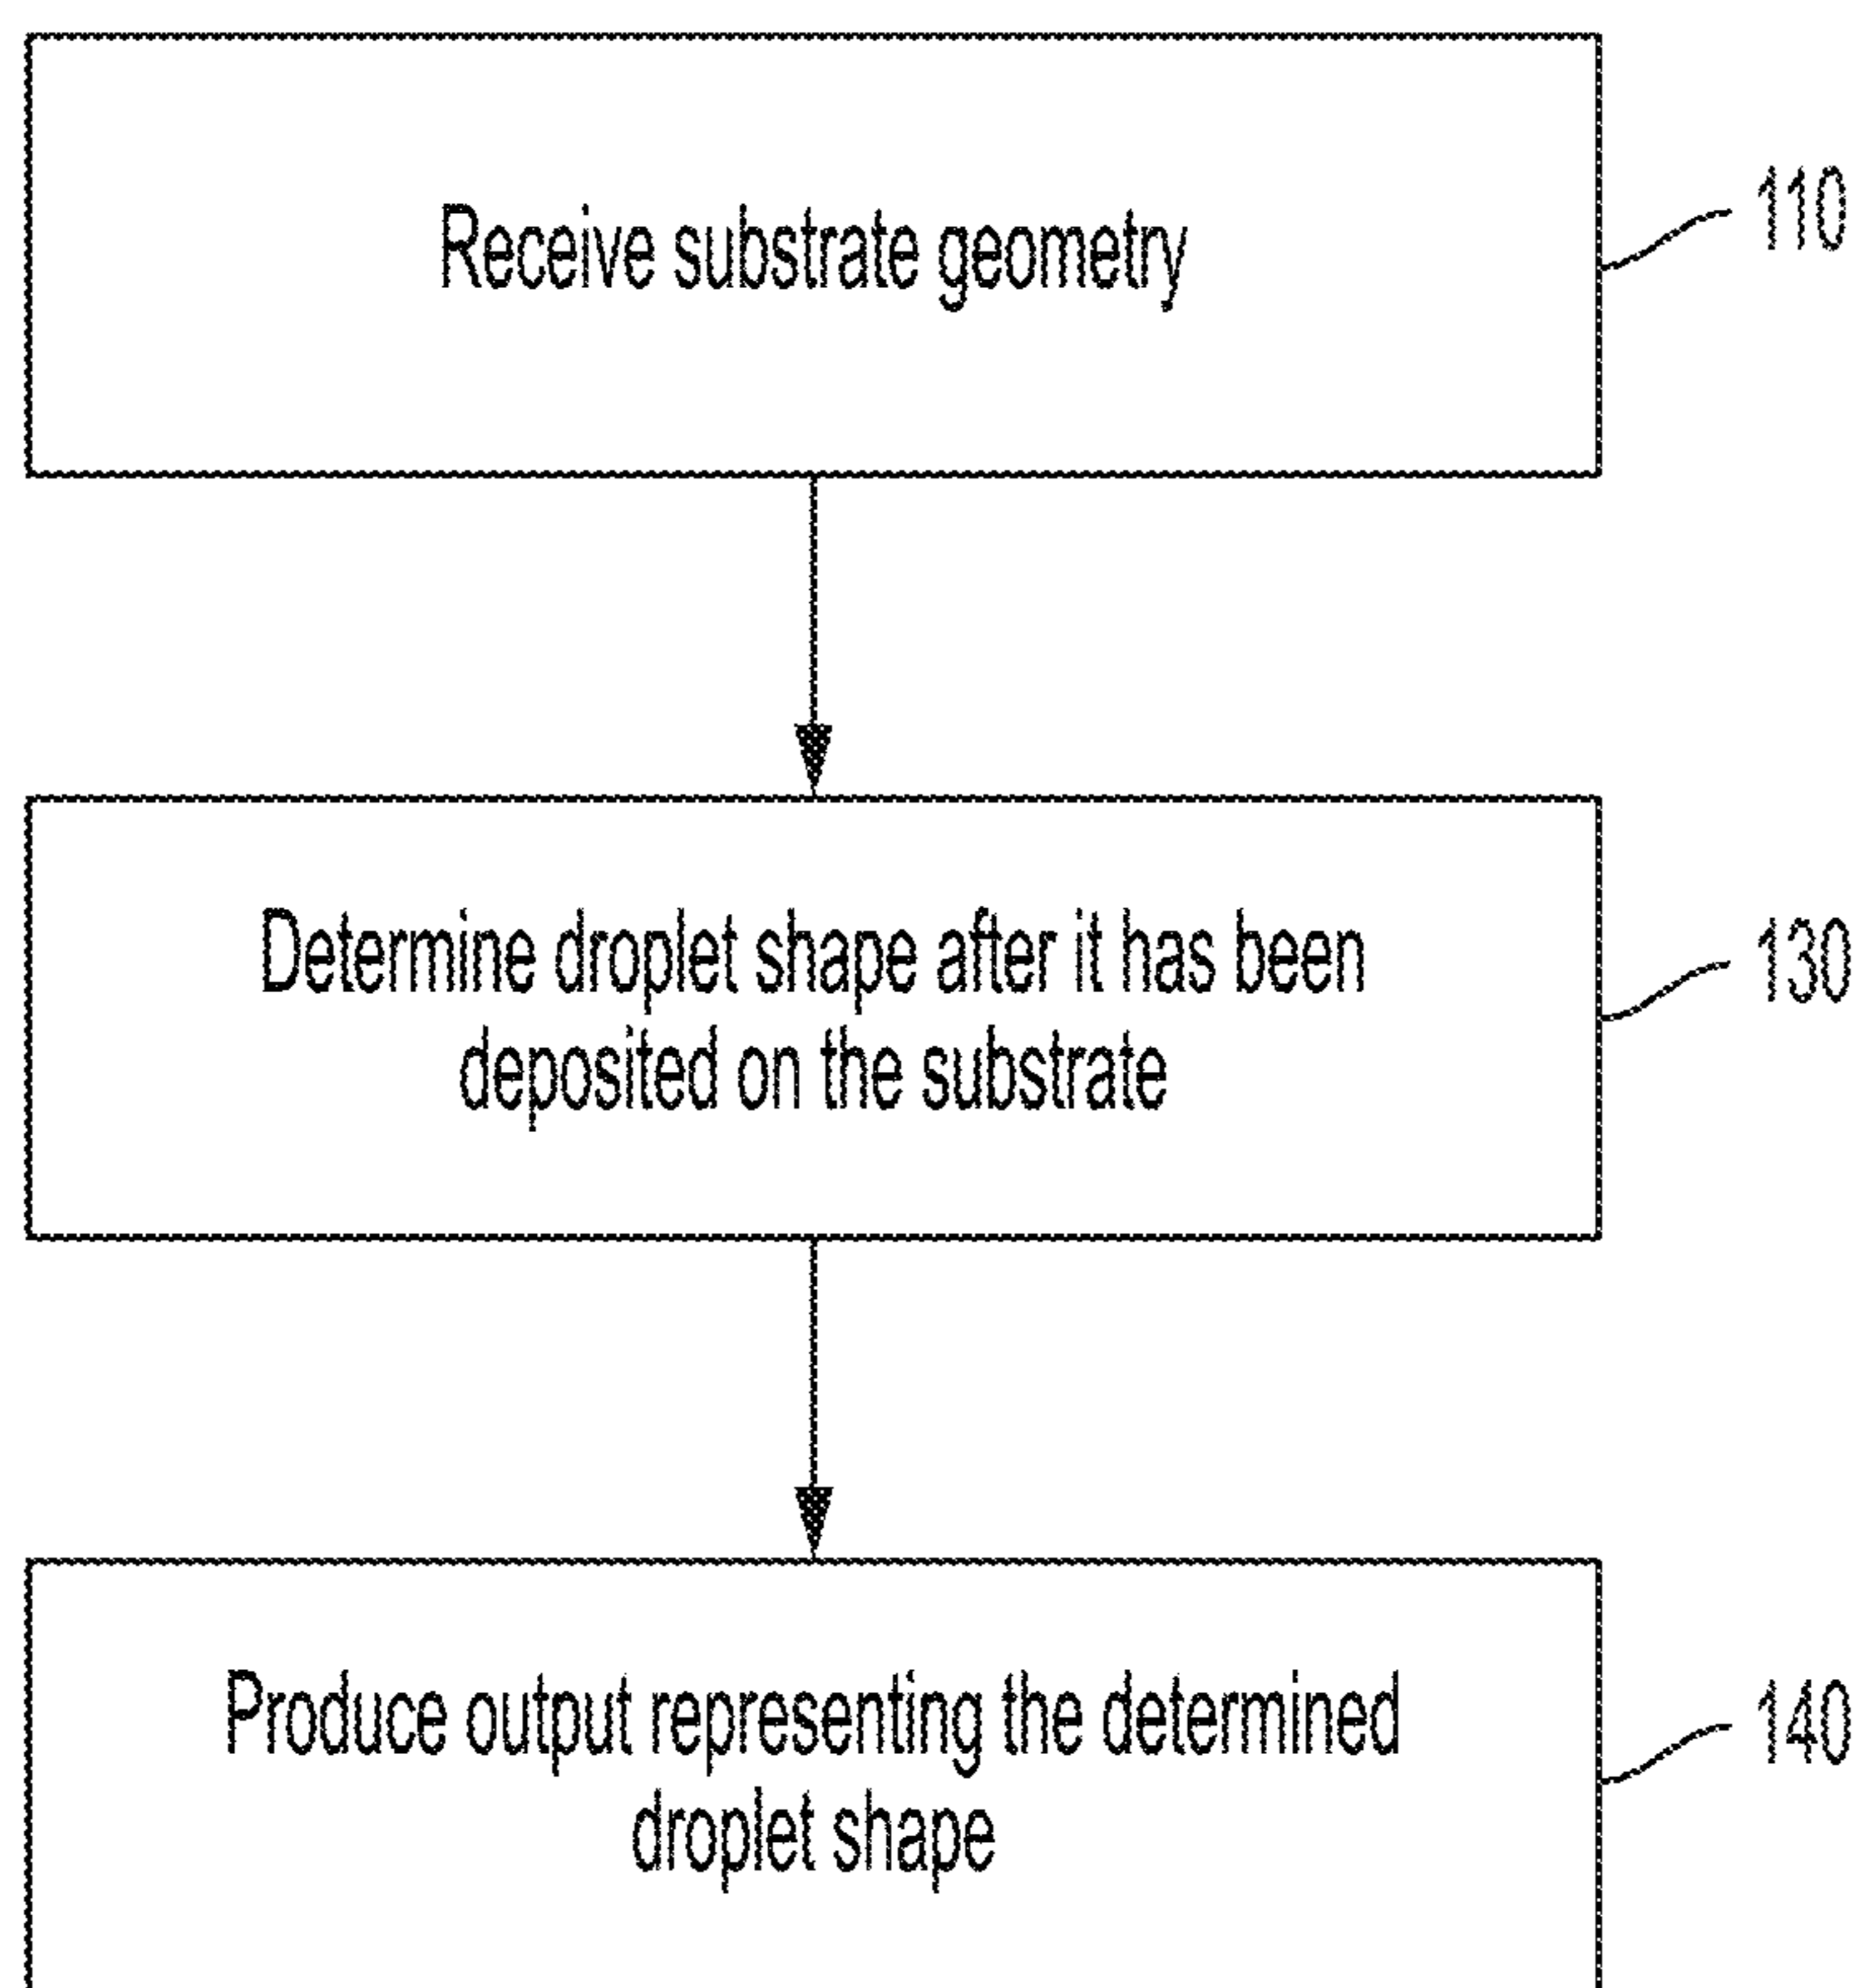 Receive substrate geometry
110
Determine droplet shape after it has been
deposited on the substrate
130
Produce output representing the determined
droplet shape
140